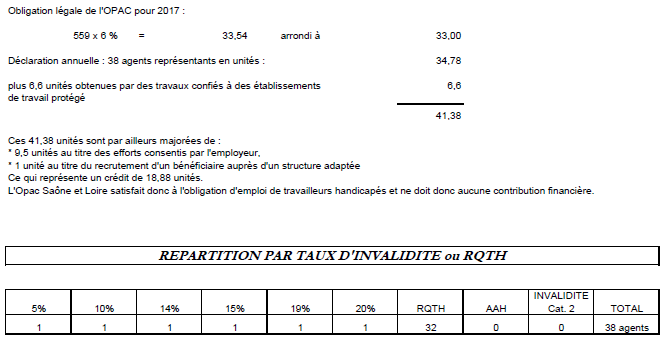 Obligation légale de l'OPAC pour 2017 :
559 x 6 % = 33,54 arrondi à 33,00
Déclaration annuelle : 38 agents représentants en unités : 34,78
plus 6,6 unités obtenues par des travaux confiés à des établissements 6,6
de travail protégé
41,38
Ces 41,38 unités sont par ailleurs majorées de :
* 9,5 unités au titre des efforts consentis par l'employeur,
* 1 unité au titre du recrutement d'un bénéficiaire auprès d'un structure adaptée
Ce qui représente un crédit de 18,88 unités.
L'Opac Saône et Loire satisfait donc à l'obligation d'emploi de travailleurs handicapés et ne doit donc aucune contribution financière.
REPARTITION PAR TAUX D'INVALIDITE ou RQTH
5% 10% 14% 15% 19% 20% RQTH AAH INVALIDITE Cat. 2 TOTAL
1 1 1 1 1 1 32 0 0 38 agents